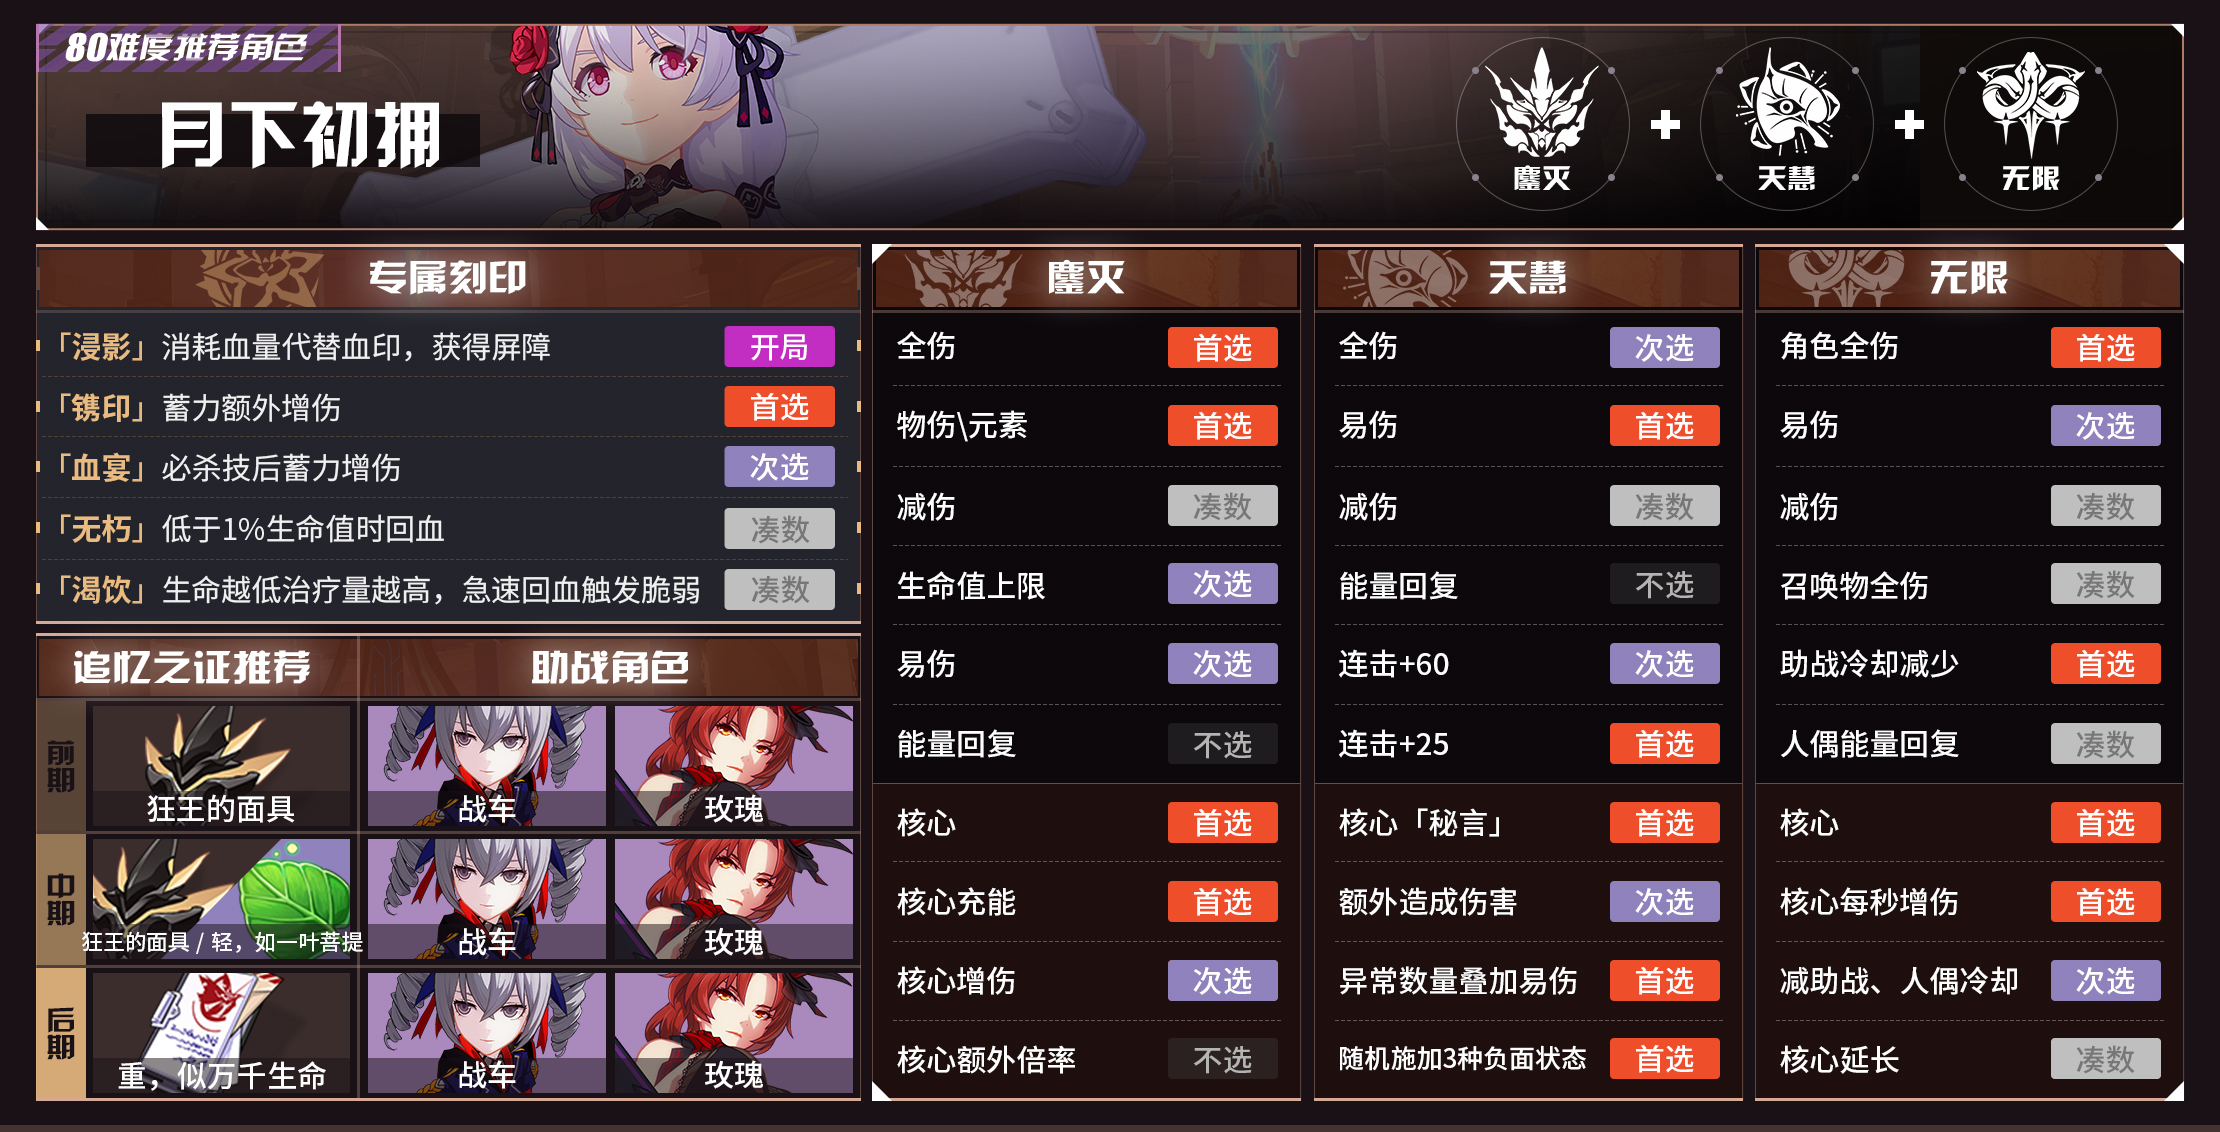 80难度推荐角色
月下初拥
鏖灭 + 天慧 + 无限
专属刻印
「浸影」消耗血量代替血印，获得屏障 开局
「镌印」蓄力额外增伤 首选
「血宴」必杀技后蓄力增伤 次选
「无朽」低于1%生命值时回血 凑数
「渴饮」生命越低治疗量越高，急速回血触发脆弱 凑数
追忆之证推荐 助战角色
前期
狂王的面具 战车 玫瑰
中期
狂王的面具 / 轻，如一叶菩提 战车 玫瑰
后期
重，似万千生命 战车 玫瑰
鏖灭
全伤 首选
物伤\元素 首选
减伤 凑数
生命值上限 次选
易伤 次选
能量回复 不选
核心 首选
核心充能 首选
核心增伤 次选
核心额外倍率 不选
天慧
全伤 次选
易伤 首选
减伤 凑数
能量回复 不选
连击+60 次选
连击+25 首选
核心「秘言」 首选
额外造成伤害 次选
异常数量叠加易伤 首选
随机施加3种负面状态 首选
无限
角色全伤 首选
易伤 次选
减伤 凑数
召唤物全伤 凑数
助战冷却减少 首选
人偶能量回复 凑数
核心 首选
核心每秒增伤 首选
减助战、人偶冷却 次选
核心延长 凑数